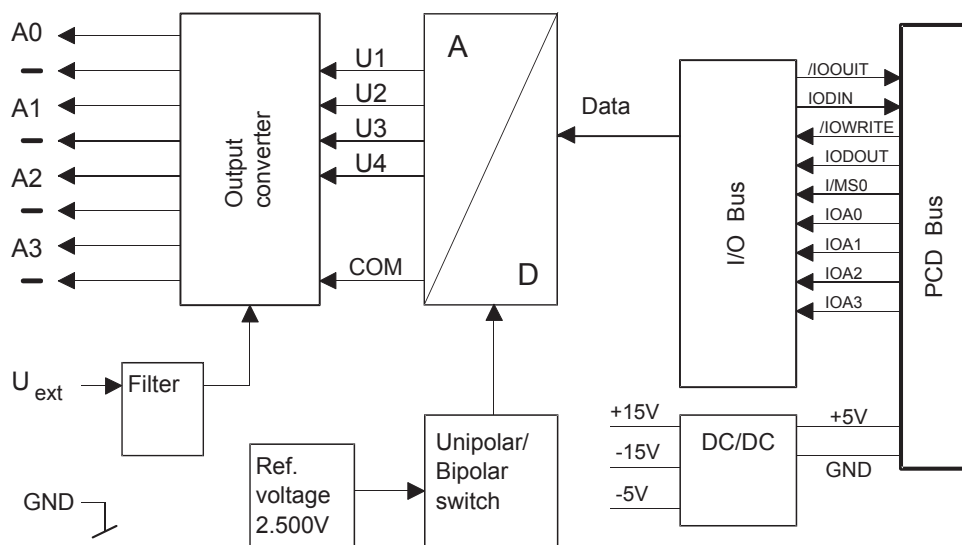 A0
–
A1
–
A2
–
A3
–
Output
converter
U1
U2
U3
U4
COM
A
D
Data
I/O Bus
/IOOUIT
IODIN
/IOWRITE
IODOUT
I/MS0
IOA0
IOA1
IOA2
IOA3
PCD Bus
U ext
Filter
GND
Ref.
voltage
2.500V
Unipolar/
Bipolar
switch
+15V
-15V
-5V
DC/DC
+5V
GND